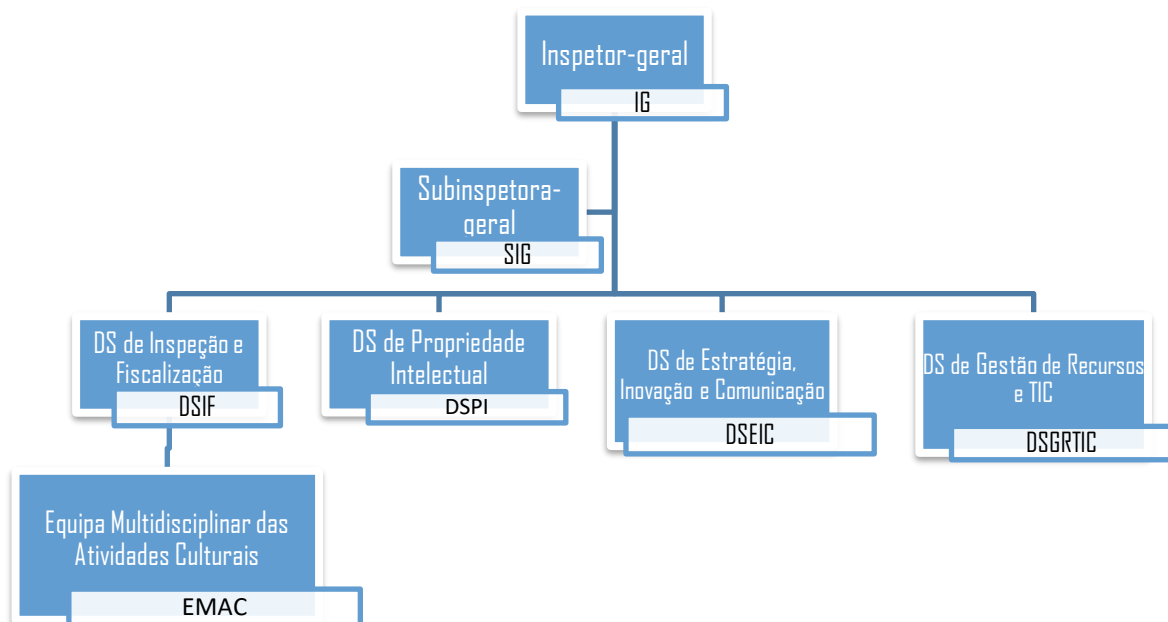 Inspetor-geral
IG
Subinspetora-
geral
SIG
DS de Inspeção e
Fiscalização
DSIF
DS de Propriedade
Intelectual
DSPI
DS de Estratégia,
Inovação e Comunicação
DSEIC
DS de Gestão de Recursos
e TIC
DSGRTIC
Equipa Multidisciplinar das
Atividades Culturais
EMAC